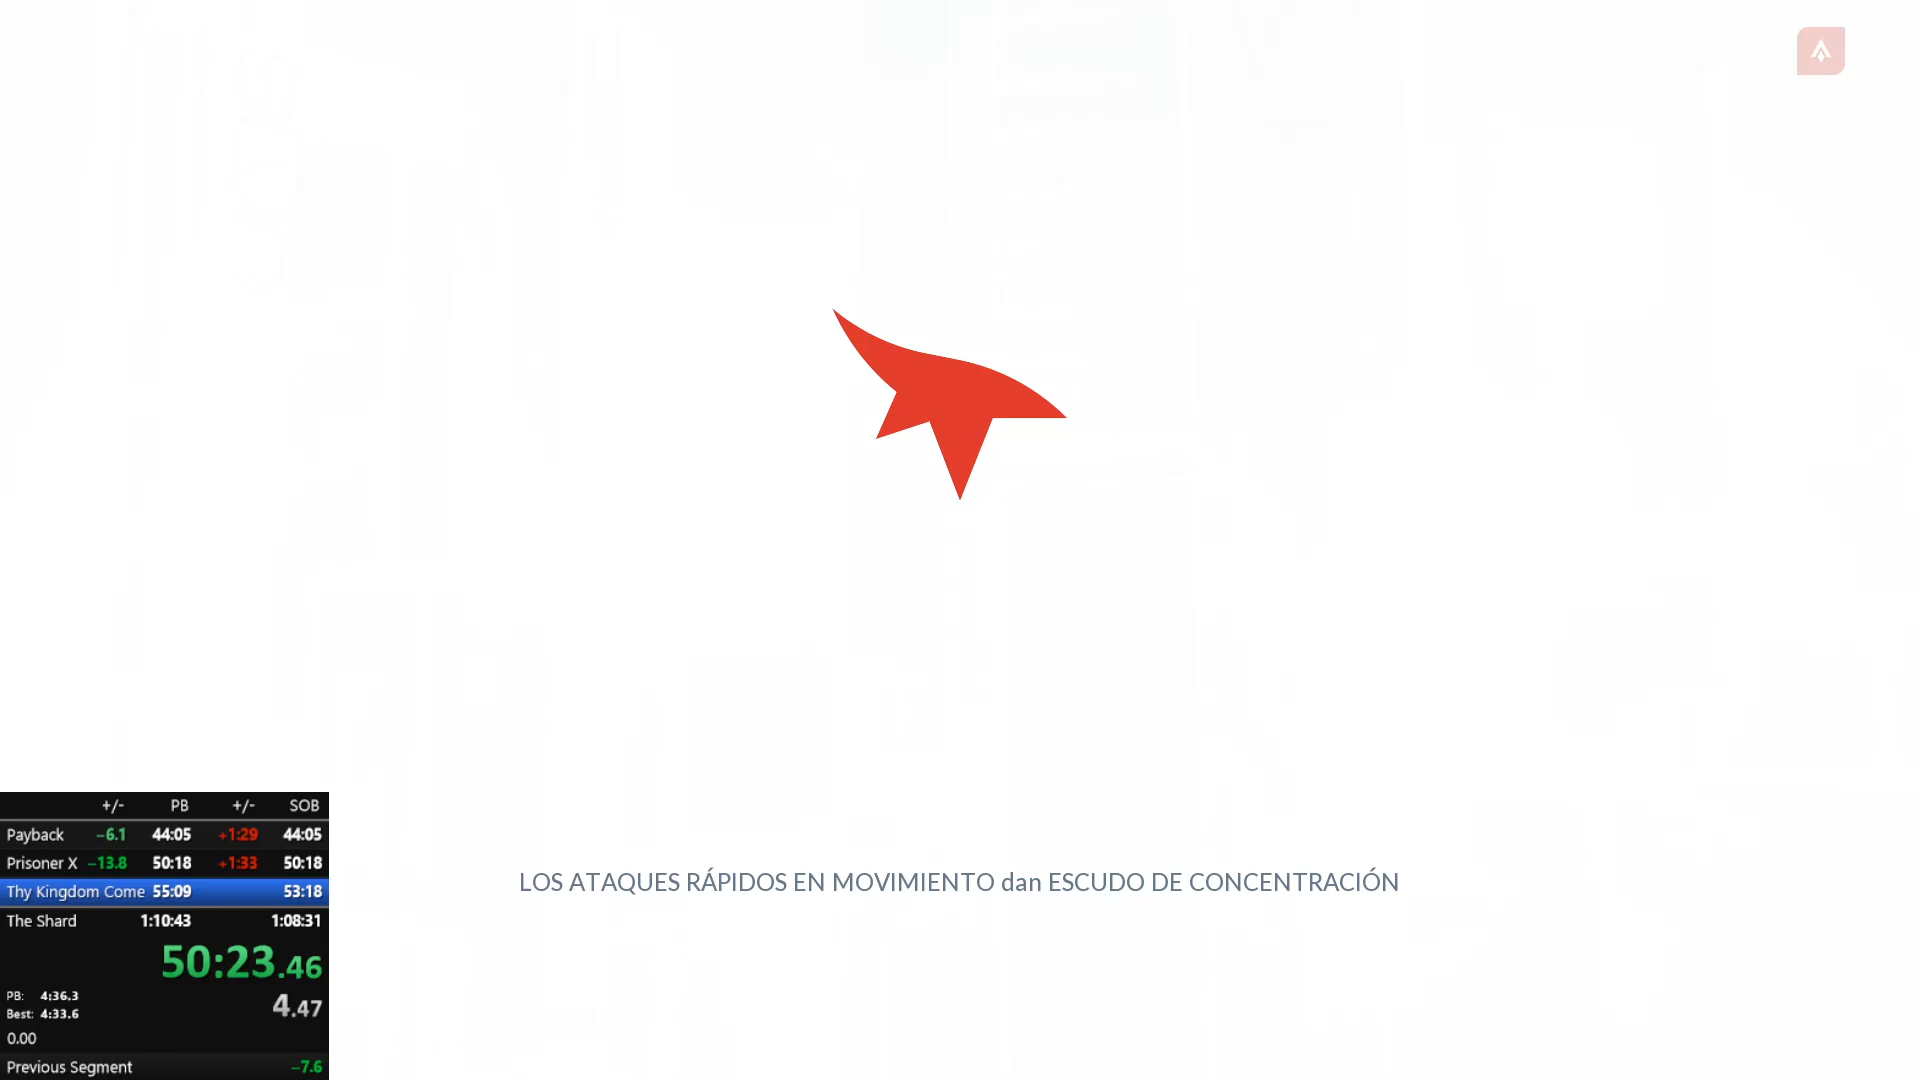 LOS ATAQUES RÁPIDOS EN MOVIMIENTO dan ESCUDO DE CONCENTRACIÓN
+/- PB +/- SOB
Payback -6.1 44:05 +1:29 44:05
Prisoner X -13.8 50:18 +1:33 50:18
Thy Kingdom Come 55:09 53:18
The Shard 1:10:43 1:08:31
50:23.46
PB: 4:36.3
4.47
Best: 4:33.6
0.00
Previous Segment -7.6